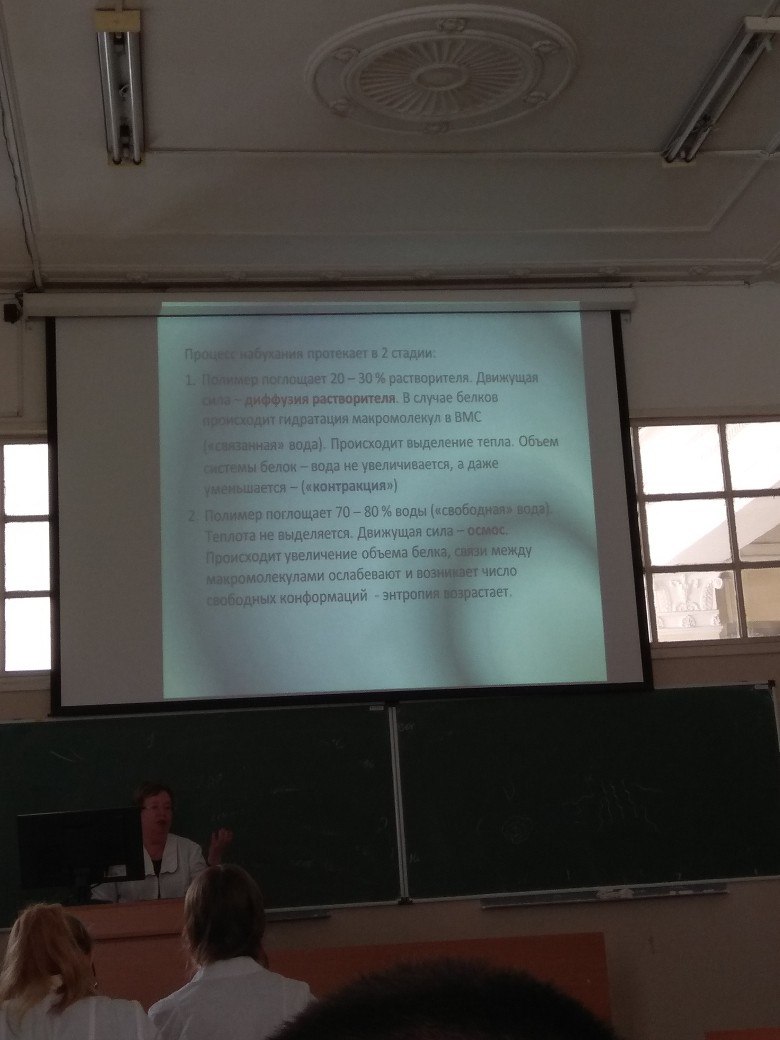 Процесс набухания протекает в 2 стадии:
1. Полимер поглощает 20 – 30 % растворителя. Движущая
сила – диффузия растворителя. В случае белков
происходит гидратация макромолекул в ВМС
(«связанная» вода). Происходит выделение тепла. Объем
системы белок – вода не увеличивается, а даже
уменьшается – («контракция»)
2. Полимер поглощает 70 – 80 % воды («свободная» вода).
Теплота не выделяется. Движущая сила – осмос.
Происходит увеличение объема белка, связи между
макромолекулами ослабевают и возникает число
свободных конформаций - энтропия возрастает.